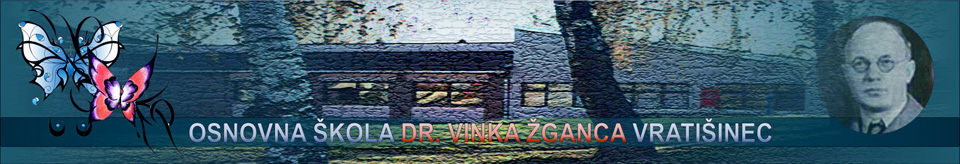 OSNOVNA ŠKOLA DR. VINKA ŽGANCA VRATIŠINEC